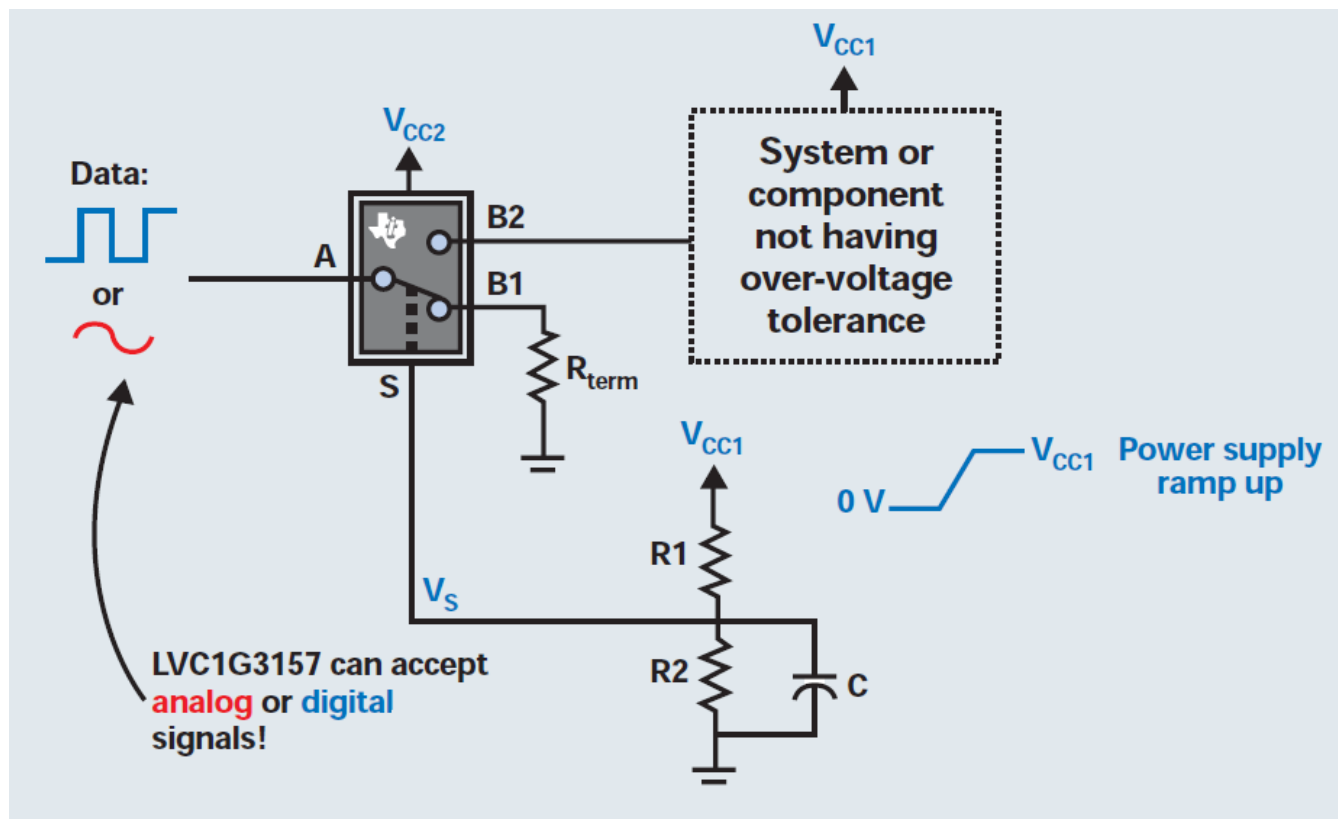 VCC1
VCC2
Data:
System or
component
not having
over-voltage
tolerance
B2
A
or
B1
S
Rterm
VCC1
VCC1 Power supply
ramp up
0 V
R1
VS
LVC1G3157 can accept
analog or digital
signals!
R2
C